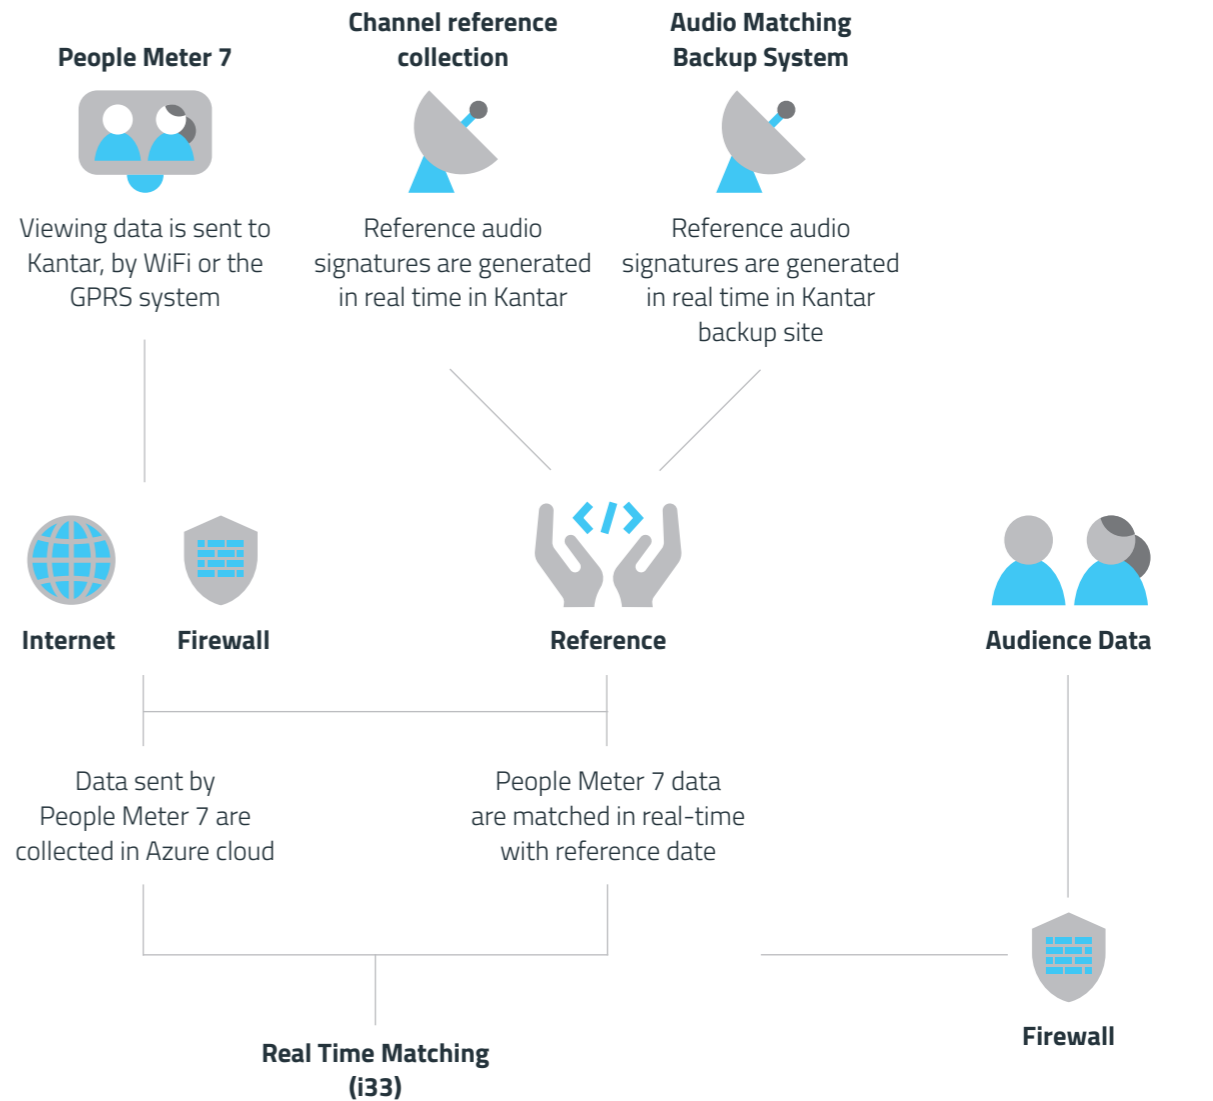 People Meter 7
Viewing data is sent to
Kantar, by WiFi or the
GPRS system
Channel reference
collection
Reference audio
signatures are generated
in real time in Kantar
Audio Matching
Backup System
Reference audio
signatures are generated
in real time in Kantar
backup site
Internet
Firewall
Reference
Audience Data
Data sent by
People Meter 7 are
collected in Azure cloud
People Meter 7 data
are matched in real-time
with reference date
Firewall
Real Time Matching
(i33)